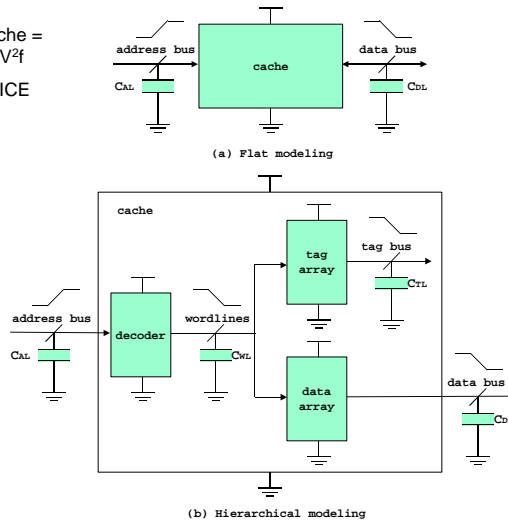 che =
V²f
ICE
address bus
data bus
cache
CAL
CDL
(a) Flat modeling
cache
tag array
tag bus
CTL
address bus
decoder
wordlines
CAL
CWL
data array
data bus
CD
(b) Hierarchical modeling